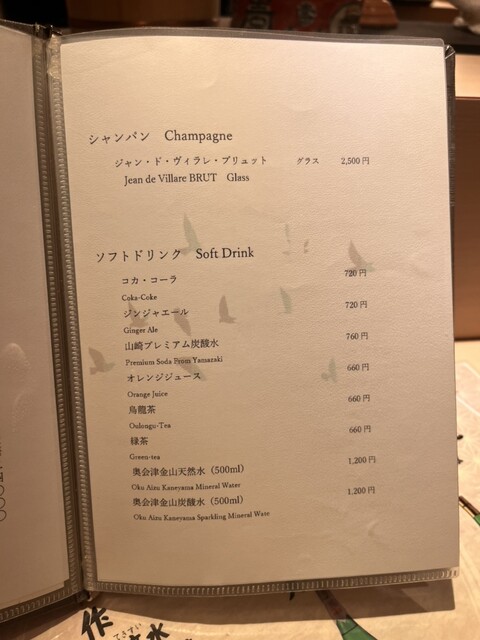 シャンパン Champagne
ジャン・ド・ヴィラレ・ブリュット グラス 2,500円
Jean de Villare BRUT Glass
ソフトドリンク Soft Drink
コカ・コーラ 720円
Coka-Coke
ジンジャエール 720円
Ginger Ale
山崎プレミアム炭酸水 760円
Premium Soda From Yamazaki
オレンジジュース 660円
Orange Juice
烏龍茶 660円
Oulongu-Tea
緑茶 660円
Green-tea
奥会津金山天然水（500ml） 1,200円
Oku Aizu Kaneyama Mineral Water
奥会津金山炭酸水（500ml） 1,200円
Oku Aizu Kaneyama Sparkling Mineral Wate
作